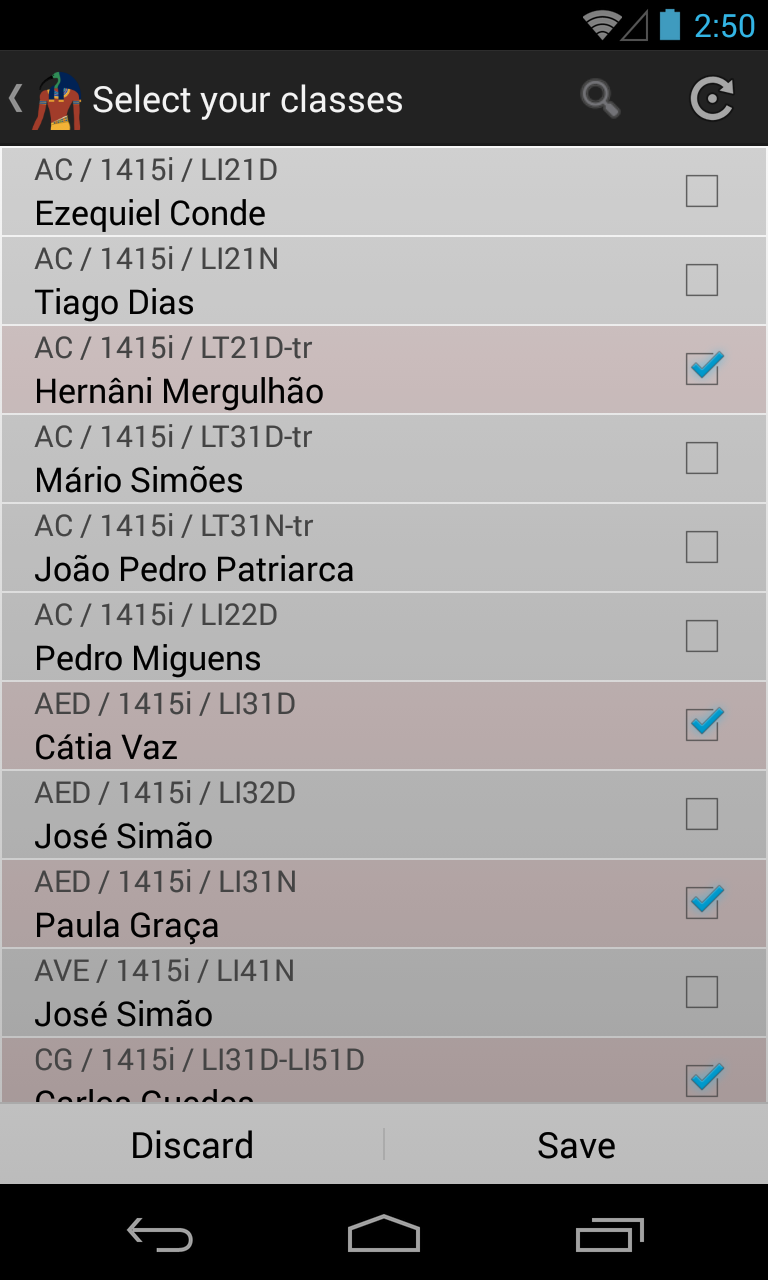 2:50
Select your classes
AC / 1415i / LI21D
Ezequiel Conde
AC / 1415i / LI21N
Tiago Dias
AC / 1415i / LT21D-tr
Hernâni Mergulhão
AC / 1415i / LT31D-tr
Mário Simões
AC / 1415i / LT31N-tr
João Pedro Patriarca
AC / 1415i / LI22D
Pedro Miguens
AED / 1415i / LI31D
Cátia Vaz
AED / 1415i / LI32D
José Simão
AED / 1415i / LI31N
Paula Graça
AVE / 1415i / LI41N
José Simão
CG / 1415i / LI31D-LI51D
Carlos Guedes
Discard
Save